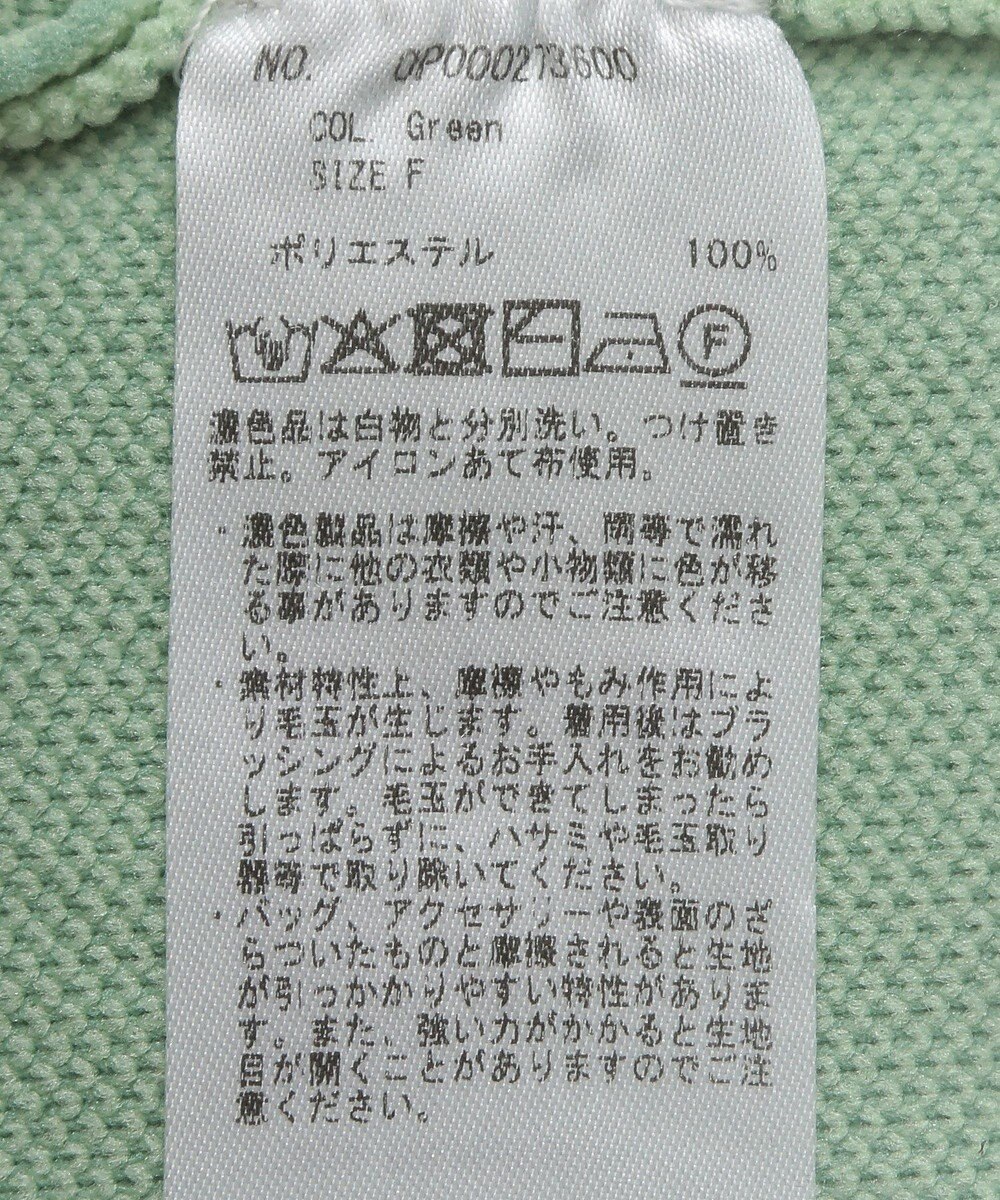 NO. OP000273600
COL. Green
SIZE F
ポリエステル 100%
F
濃色品は白物と分別洗い。つけ置き
禁止。アイロンあて布使用。
・濃色製品は摩擦や汗、雨等で濡れ
た際に他の衣類や小物類に色が移
る事がありますのでご注意くださ
い。
・素材特性上、摩擦やもみ作用によ
り毛玉が生じます。着用後はブラ
ッシングによるお手入れをお勧め
します。毛玉ができてしまったら
引っぱらずに、ハサミや毛玉取り
器等で取り除いてください。
・バッグ、アクセサリーや表面のざ
らついたものと摩擦されると生地
が引っかかりやすい特性がありま
す。また、強い力がかかると生地
目が開くことがありますのでご注
意ください。